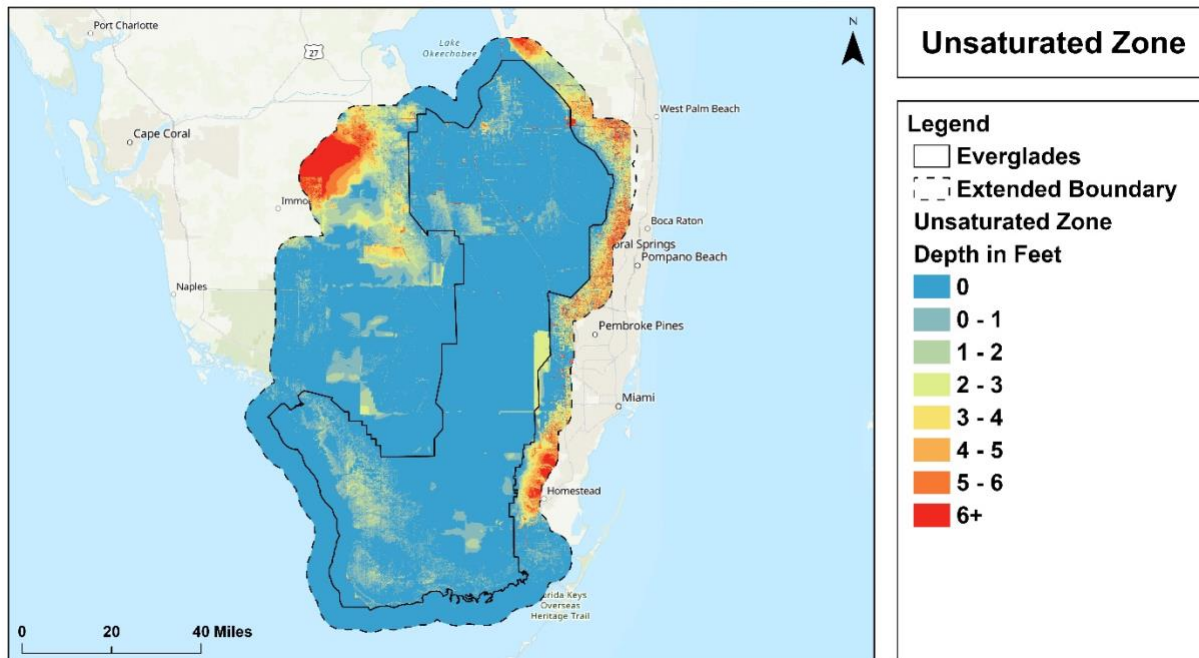 Port Charlotte
27
Lake
Okeechobee
N
Cape Coral
West Palm Beach
Immo
Boca Raton
oral Springs
Pompano Beach
Naples
Pembroke Pines
Miami
Homestead
rida Keys
Overseas
Heritage Trail
0 20 40 Miles
Unsaturated Zone
Legend
Everglades
Extended Boundary
Unsaturated Zone
Depth in Feet
0
0 - 1
1 - 2
2 - 3
3 - 4
4 - 5
5 - 6
6+